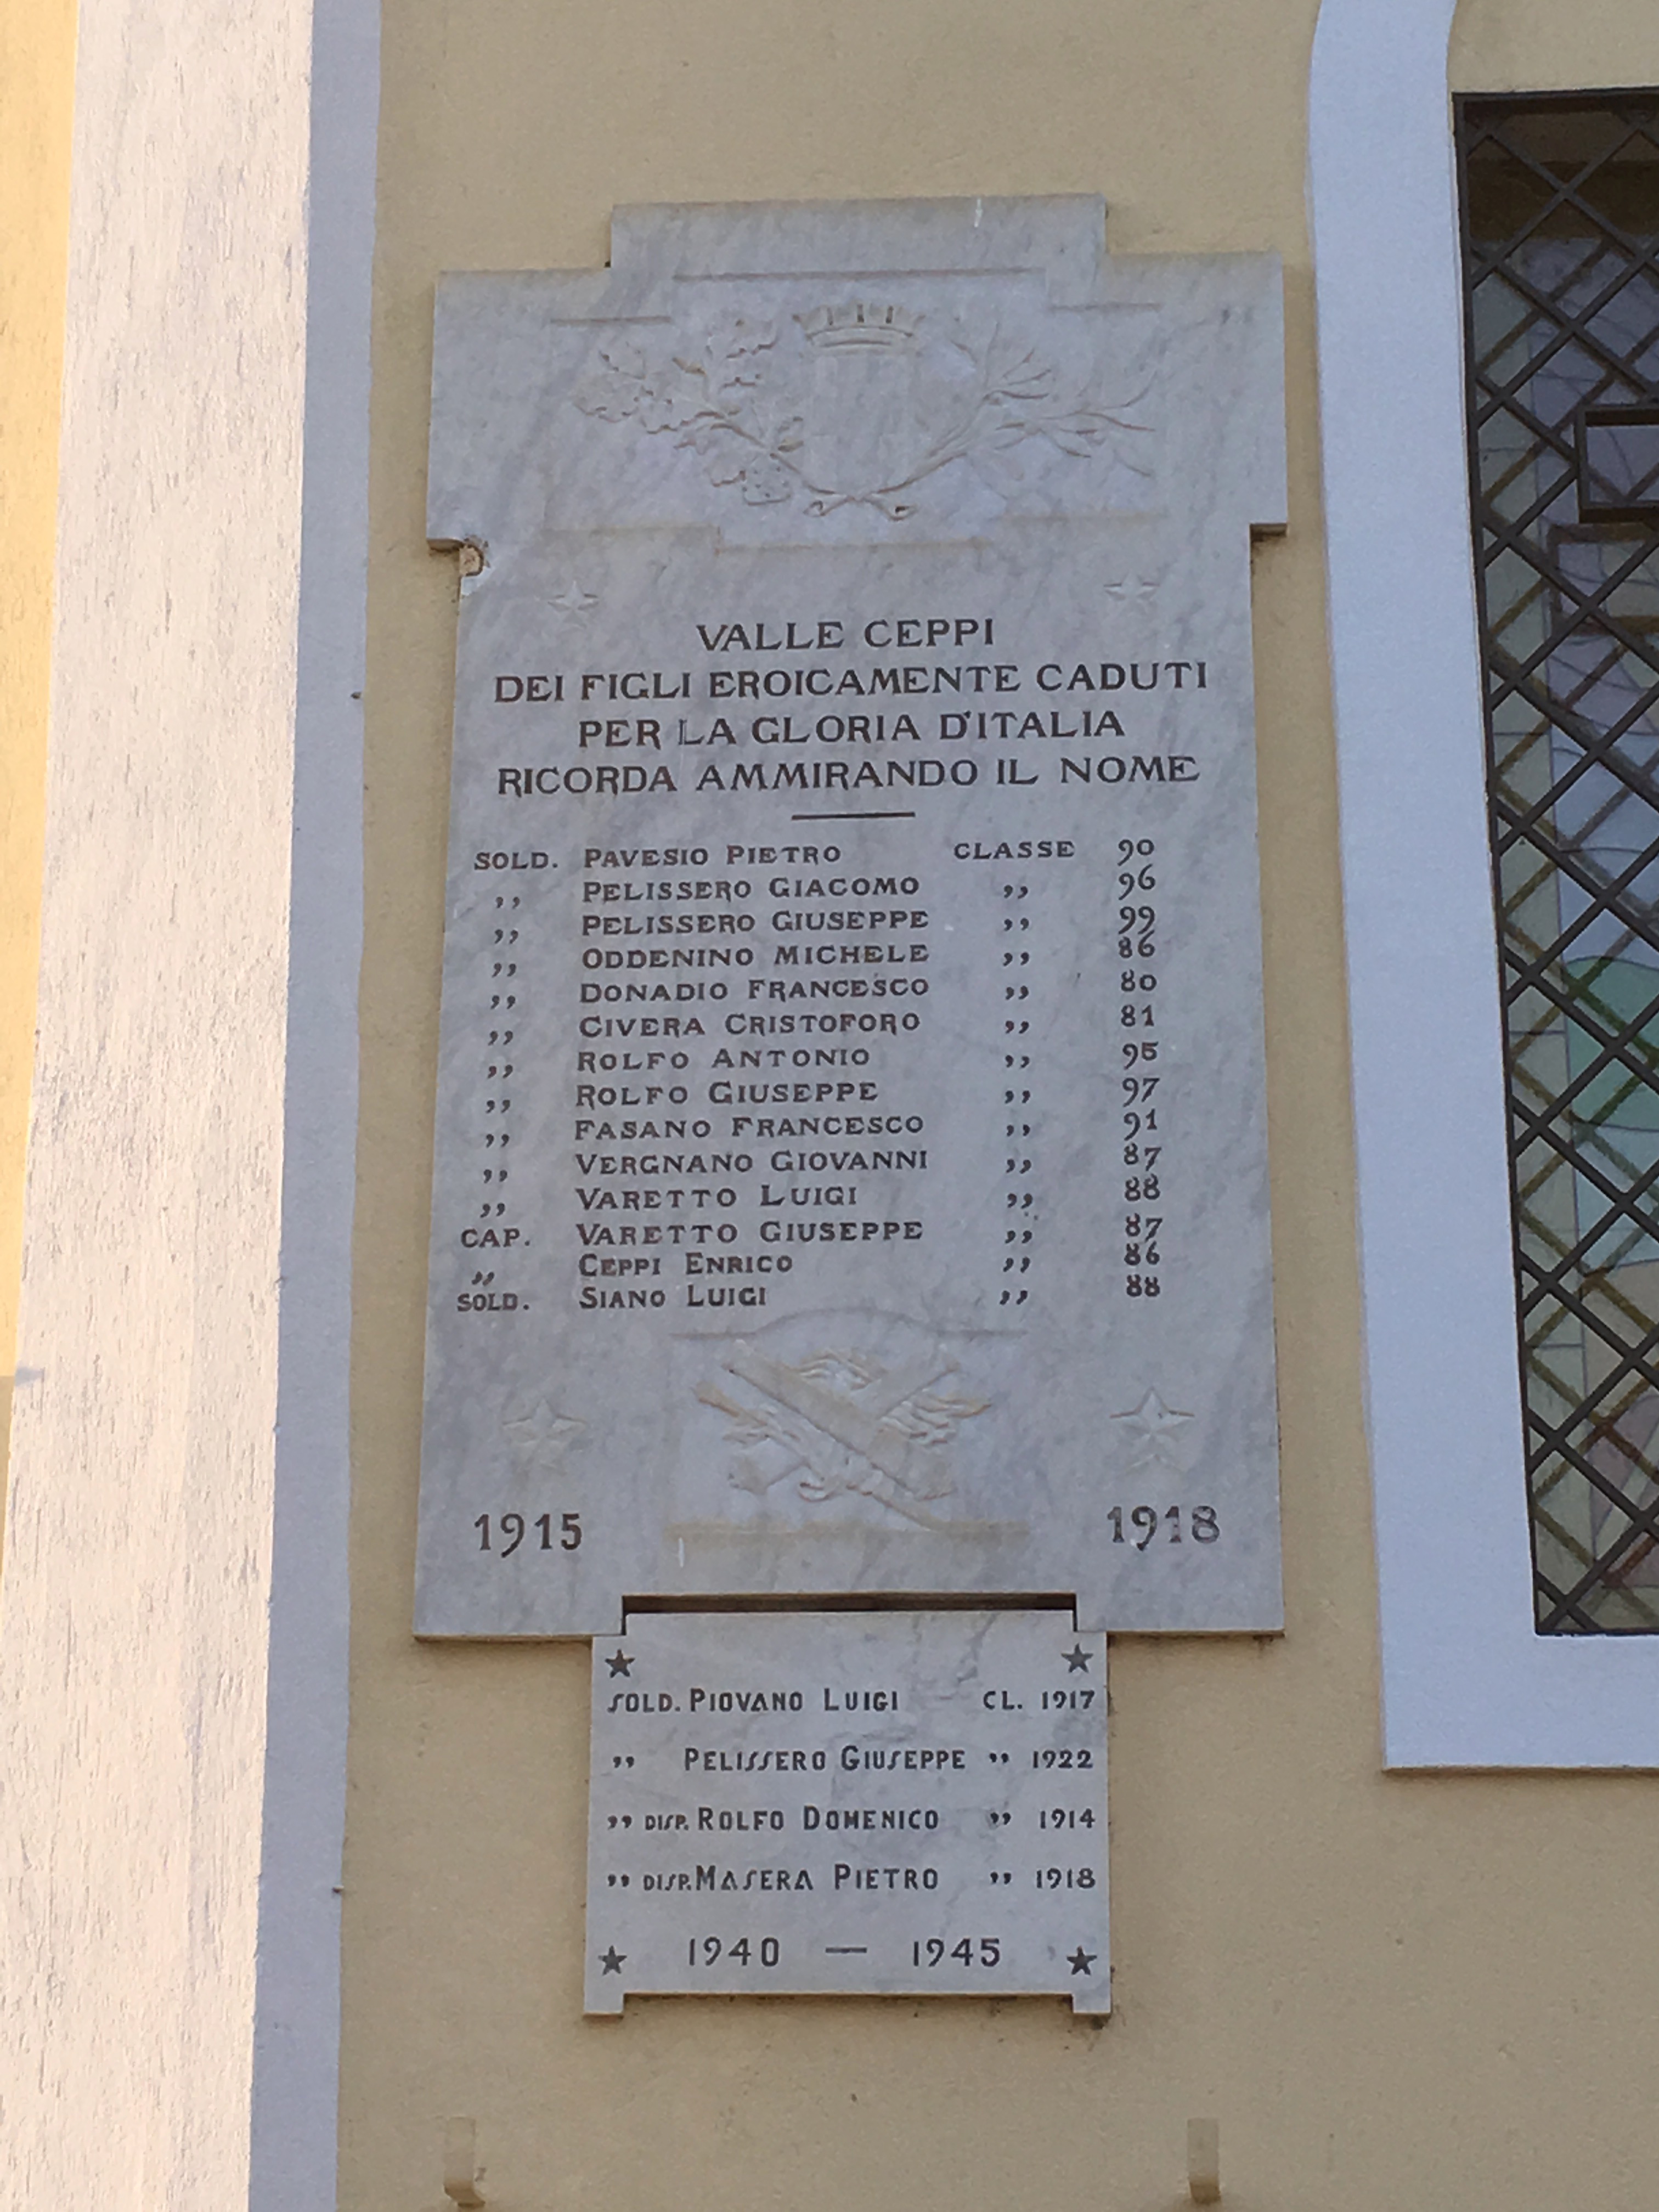 VALLE CEPPI
DEI FIGLI EROICAMENTE CADUTI
PER LA GLORIA D'ITALIA
RICORDA AMMIRANDO IL NOME
SOLD. PAVESIO PIETRO CLASSE 90
,, PELISSERO GIACOMO ,, 96
,, PELISSERO GIUSEPPE ,, 99
,, ODDENINO MICHELE ,, 86
,, DONADIO FRANCESCO ,, 80
,, CIVERA CRISTOFORO ,, 81
,, ROLFO ANTONIO ,, 95
,, ROLFO GIUSEPPE ,, 97
,, FASANO FRANCESCO ,, 91
,, VERGNANO GIOVANNI ,, 87
,, VARETTO LUIGI ,, 88
CAP. VARETTO GIUSEPPE ,, 87
,, CEPPI ENRICO ,, 86
SOLD. SIANO LUIGI ,, 88
1915 1918
SOLD. PIOVANO LUIGI CL. 1917
,, PELISSERO GIUSEPPE ,, 1922
,, DISP. ROLFO DOMENICO ,, 1914
,, DISP. MASERA PIETRO ,, 1918
1940 — 1945